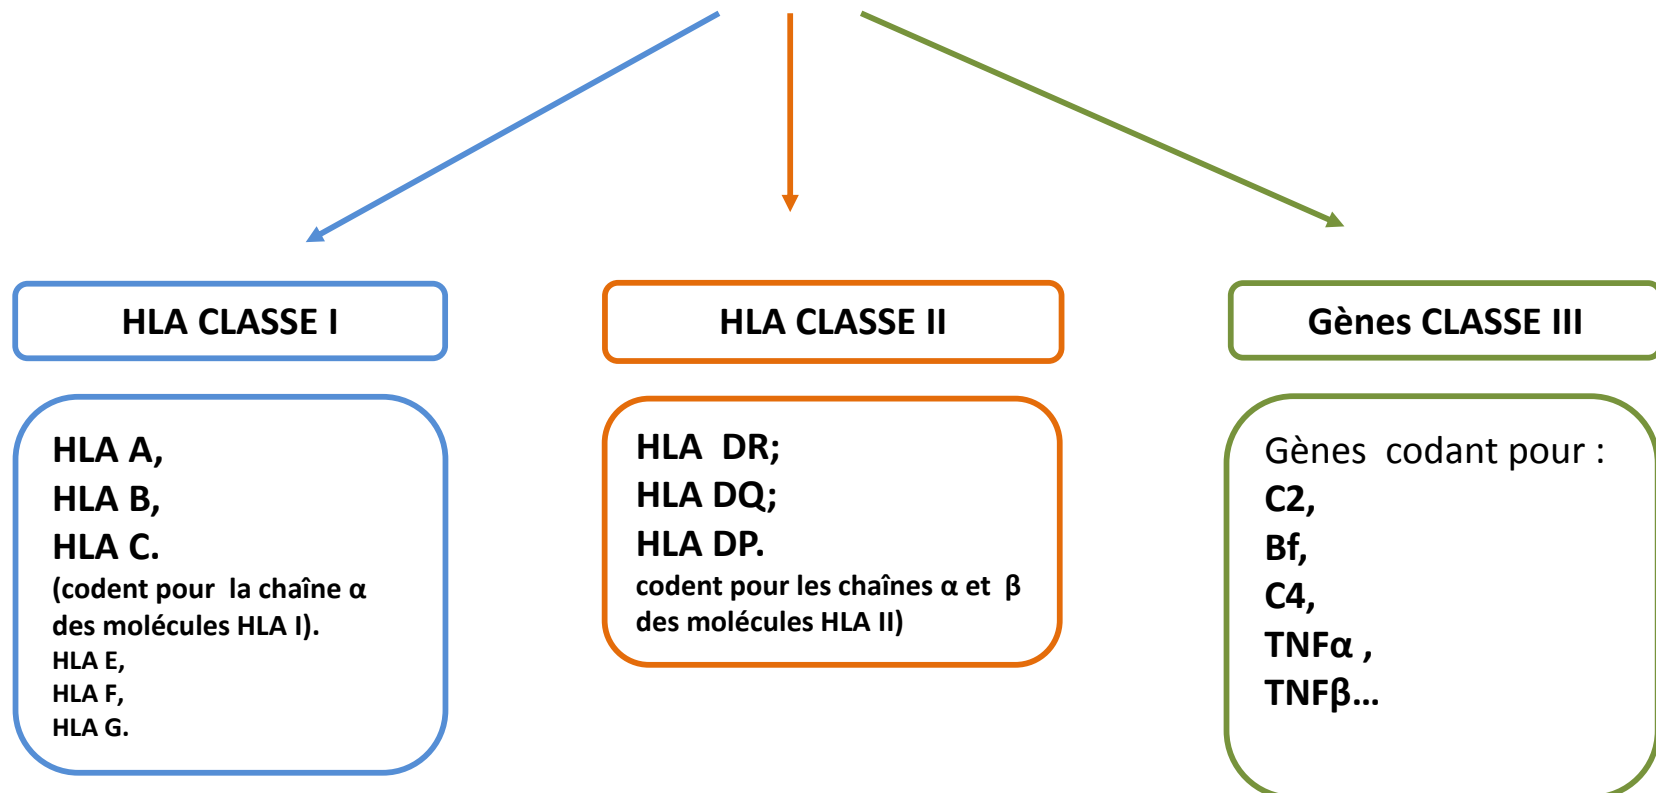 HLA CLASSE I
HLA A,
HLA B,
HLA C.
(codent pour  la chaîne α
des molécules HLA I).
HLA E,
HLA F,
HLA G.
HLA CLASSE II
HLA  DR;
HLA DQ;
HLA DP.
codent pour les chaînes α et  β
des molécules HLA II)
Gènes CLASSE III
Gènes  codant pour :
C2,
Bf,
C4,
TNFα ,
TNFβ...